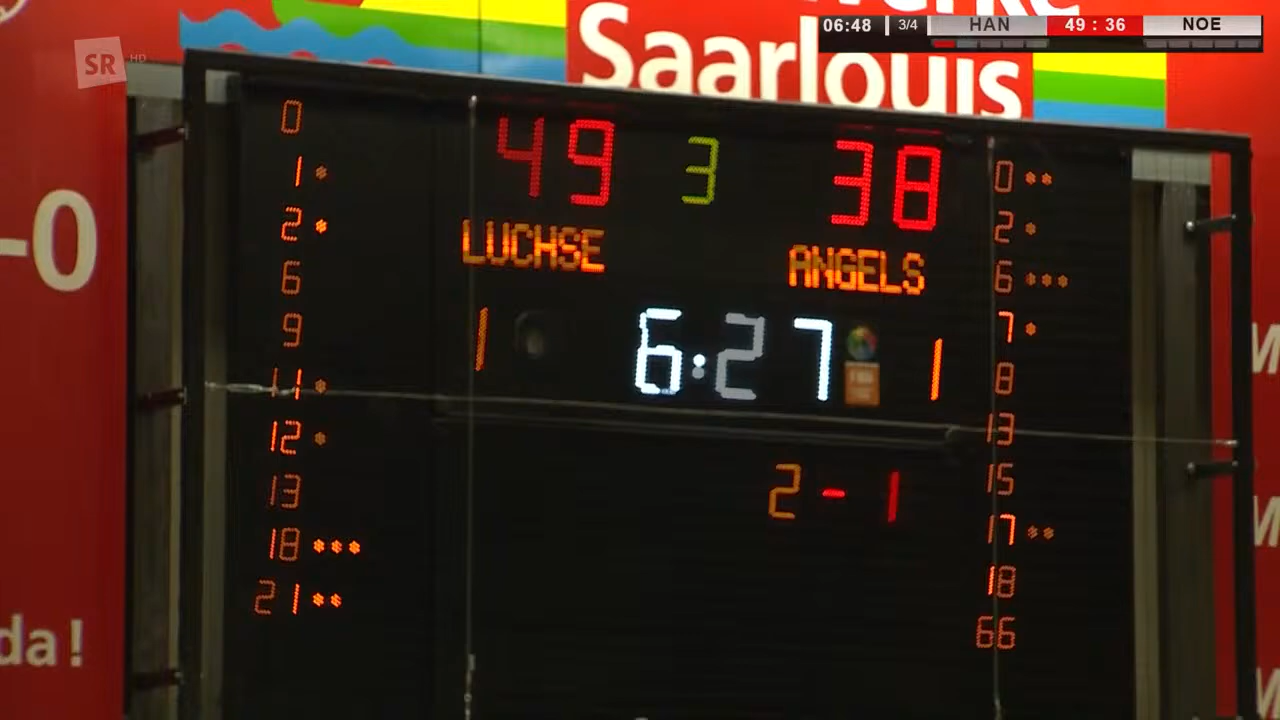 werke
Saarlouis
SR HD
06:48 3/4 HAN 49 : 36 NOE
49 3 38
LUCHSE ANGELS
1 6:27 1
2 - 1
0
1 *
2 *
6
9
11 *
12 *
13
18 ***
21 **
0 **
2 *
6 ***
7 *
8
13
15
17 **
18
66
-0
da!
M
M
M